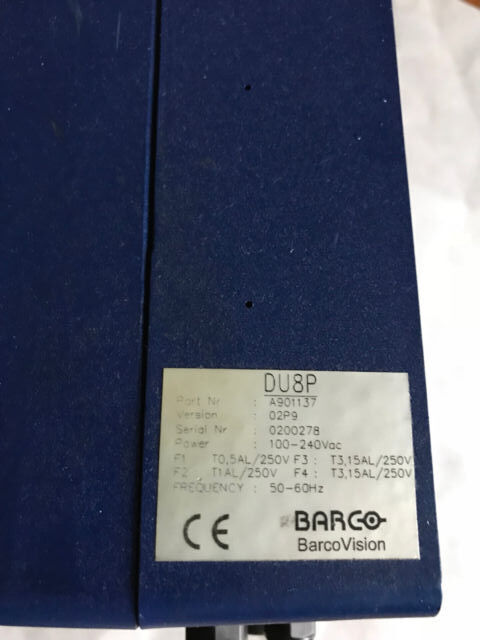 DU8P
Part Nr : A901137
Version : 02P9
Serial Nr : 0200278
Power : 100-240Vac
F1 T0,5AL/250V F3 : T3,15AL/250V
F2 : T1AL/250V F4 : T3,15AL/250V
FREQUENCY : 50-60Hz
CE BARCO
BarcoVision